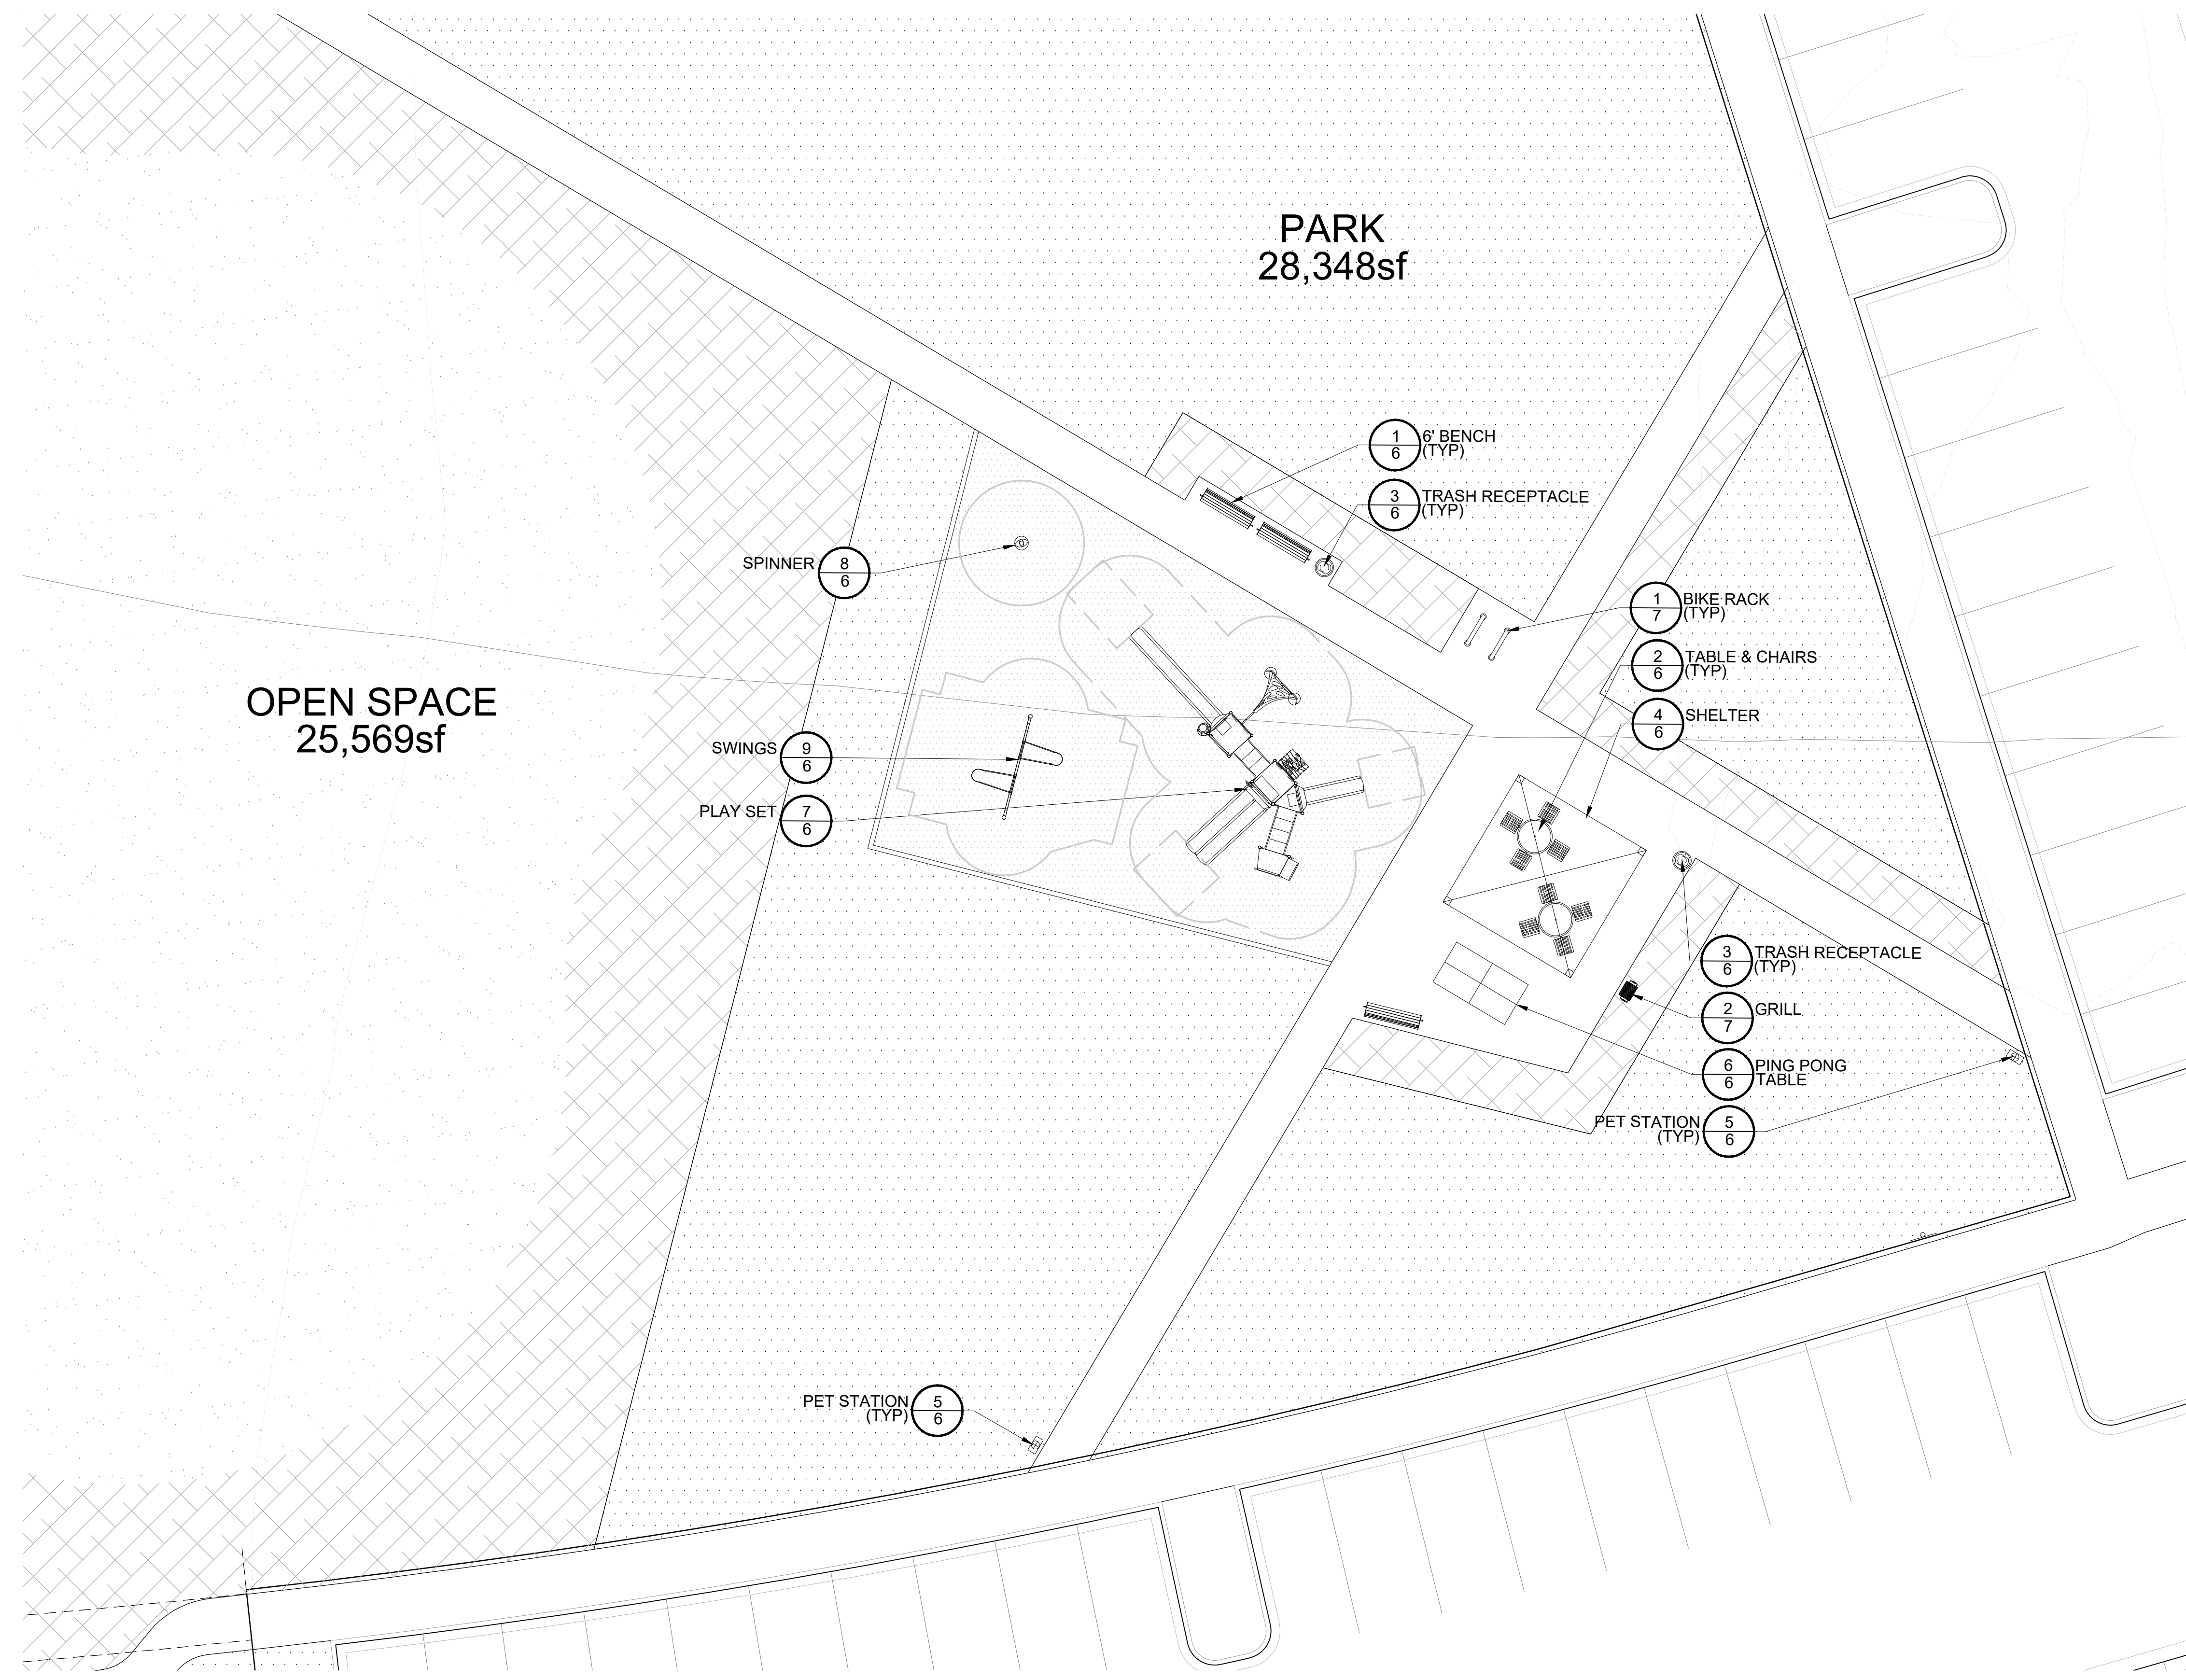 PARK
28,348sf
1
6
6' BENCH
(TYP)
3
6
TRASH RECEPTACLE
(TYP)
SPINNER
8
6
1
7
BIKE RACK
(TYP)
2
6
TABLE & CHAIRS
(TYP)
4
6
SHELTER
OPEN SPACE
25,569sf
SWINGS
9
6
PLAY SET
7
6
3
6
TRASH RECEPTACLE
(TYP)
2
7
GRILL
6
6
PING PONG
TABLE
PET STATION
(TYP)
5
6
PET STATION
(TYP)
5
6